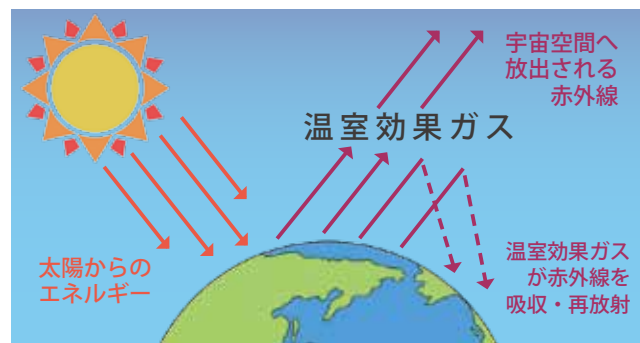 宇宙空間へ
放出される
赤外線
温室効果ガス
太陽からの
エネルギー
温室効果ガス
が赤外線を
吸収・再放射